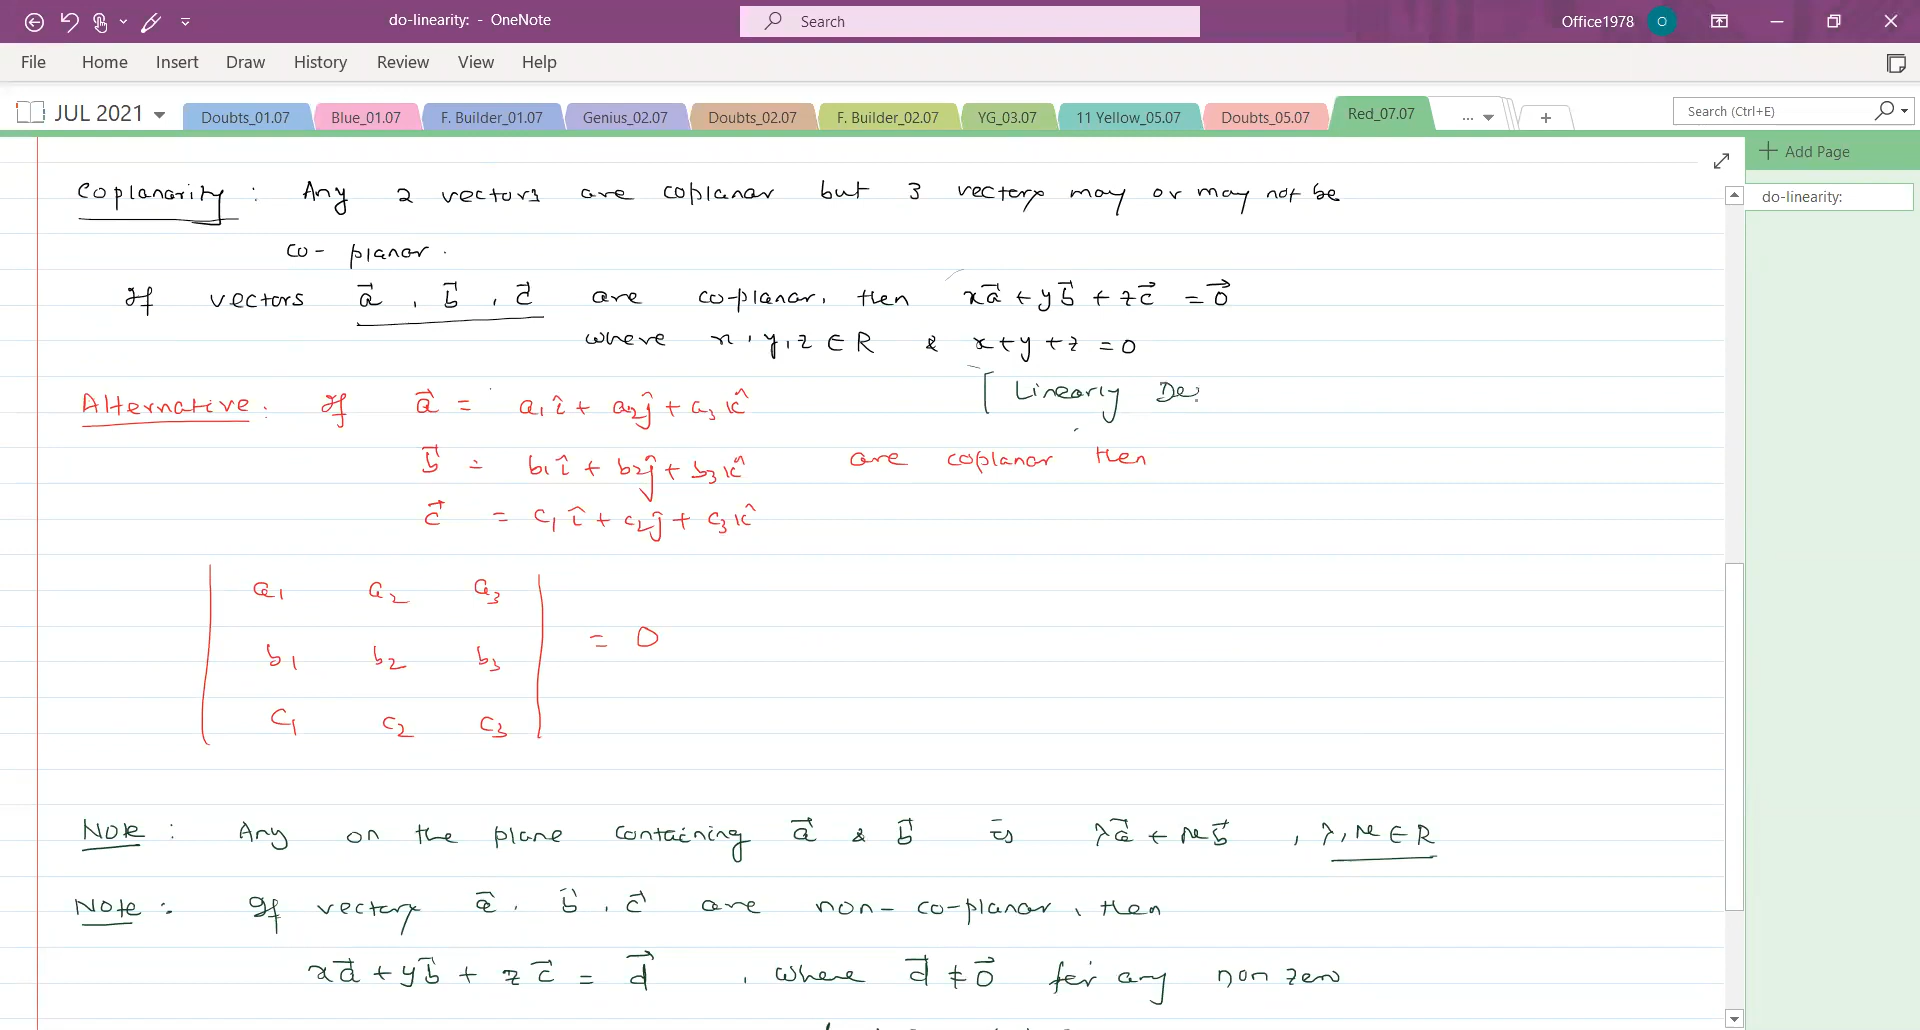 do-linearity: - OneNote
Search
Office1978
O
File Home Insert Draw History Review View Help
JUL 2021
Doubts_01.07 Blue_01.07 F. Builder_01.07 Genius_02.07 Doubts_02.07 F. Builder_02.07 YG_03.07 11 Yellow_05.07 Doubts_05.07 Red_07.07 ... +
Search (Ctrl+E)
Add Page
do-linearity:
Coplanarity : Any 2 vectors are coplanar but 3 vectors may or may not be
co-planar.
If vectors a⃗, b⃗, c⃗ are co-planar, then xa⃗ + yb⃗ + zc⃗ = 0⃗
where x, y, z ∈ R & x+y+z = 0
[ Linearly De
Alternative : If a⃗ = a₁î + a₂ĵ + a₃k̂
b⃗ = b₁î + b₂ĵ + b₃k̂ are coplanar then
c⃗ = c₁î + c₂ĵ + c₃k̂
| a₁ a₂ a₃ |
| b₁ b₂ b₃ | = 0
| c₁ c₂ c₃ |
Note : Any on the plane containing a⃗ & b⃗ is λa⃗ + μb⃗ , λ, μ ∈ R
Note : If vectors a⃗, b⃗, c⃗ are non-co-planar, then
xa⃗ + yb⃗ + zc⃗ = d⃗ , where d⃗ ≠ 0⃗ for any non zero